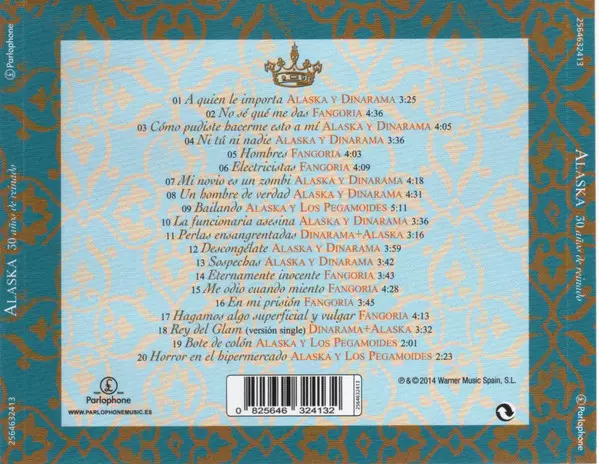 01 A quien le importa ALASKA Y DINARAMA 3:25
02 No sé qué me das FANGORIA 4:36
03 Cómo pudiste hacerme esto a mí ALASKA Y DINARAMA 4:05
04 Ni tú ni nadie ALASKA Y DINARAMA 3:36
05 Hombres FANGORIA 4:03
06 Electricistas FANGORIA 4:09
07 Mi novio es un zombi ALASKA Y DINARAMA 4:18
08 Un hombre de verdad ALASKA Y DINARAMA 4:31
09 Bailando ALASKA Y LOS PEGAMOIDES 5:11
10 La funcionaria asesina ALASKA Y DINARAMA 3:36
11 Perlas ensangrentadas DINARAMA+ALASKA 3:16
12 Descongélate ALASKA Y DINARAMA 3:59
13 Sospechas ALASKA Y DINARAMA 3:42
14 Eternamente inocente FANGORIA 3:43
15 Me odio cuando miento FANGORIA 4:28
16 En mi prisión FANGORIA 3:45
17 Hagamos algo superficial y vulgar FANGORIA 4:13
18 Rey del Glam (versión single) DINARAMA+ALASKA 3:32
19 Bote de colón ALASKA Y LOS PEGAMOIDES 2:01
20 Horror en el hipermercado ALASKA Y LOS PEGAMOIDES 2:23
Parlophone
WWW.PARLOPHONEMUSIC.ES
0 825646 324132
2564632413
℗ & © 2014 Warner Music Spain, S.L.
Parlophone
ALASKA 30 años de reinado
2564632413
2564632413
ALASKA 30 años de reinado
Parlophone